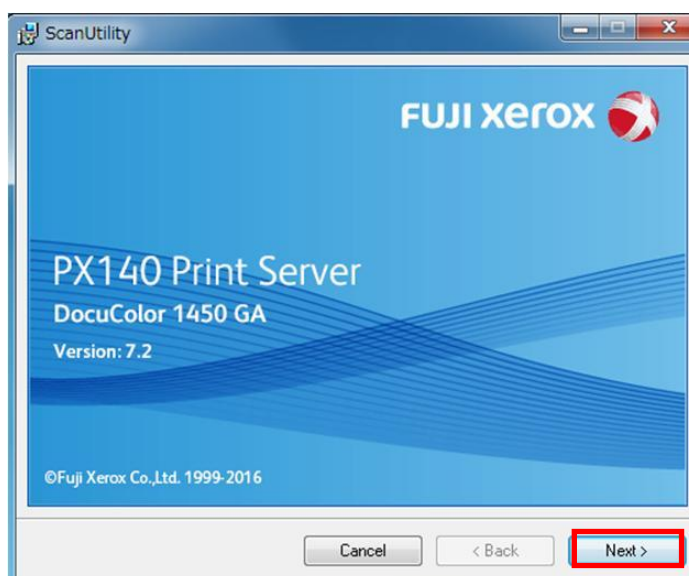 ScanUtility
FUJI xerox
PX140 Print Server
DocuColor 1450 GA
Version: 7.2
©Fuji Xerox Co.,Ltd. 1999-2016
Cancel
< Back
Next >